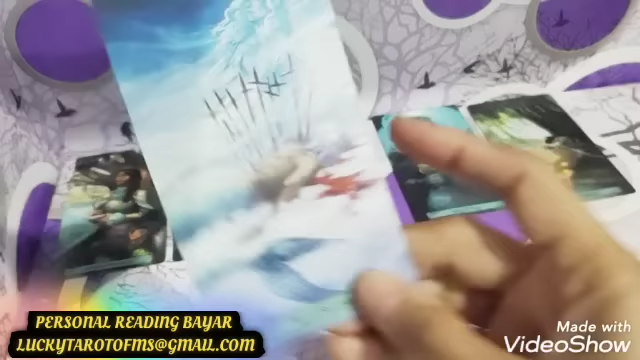 PERSONAL READING BAYAR
LUCKYTAROTOFMS@GMAIL.COM
Made with
VideoShow